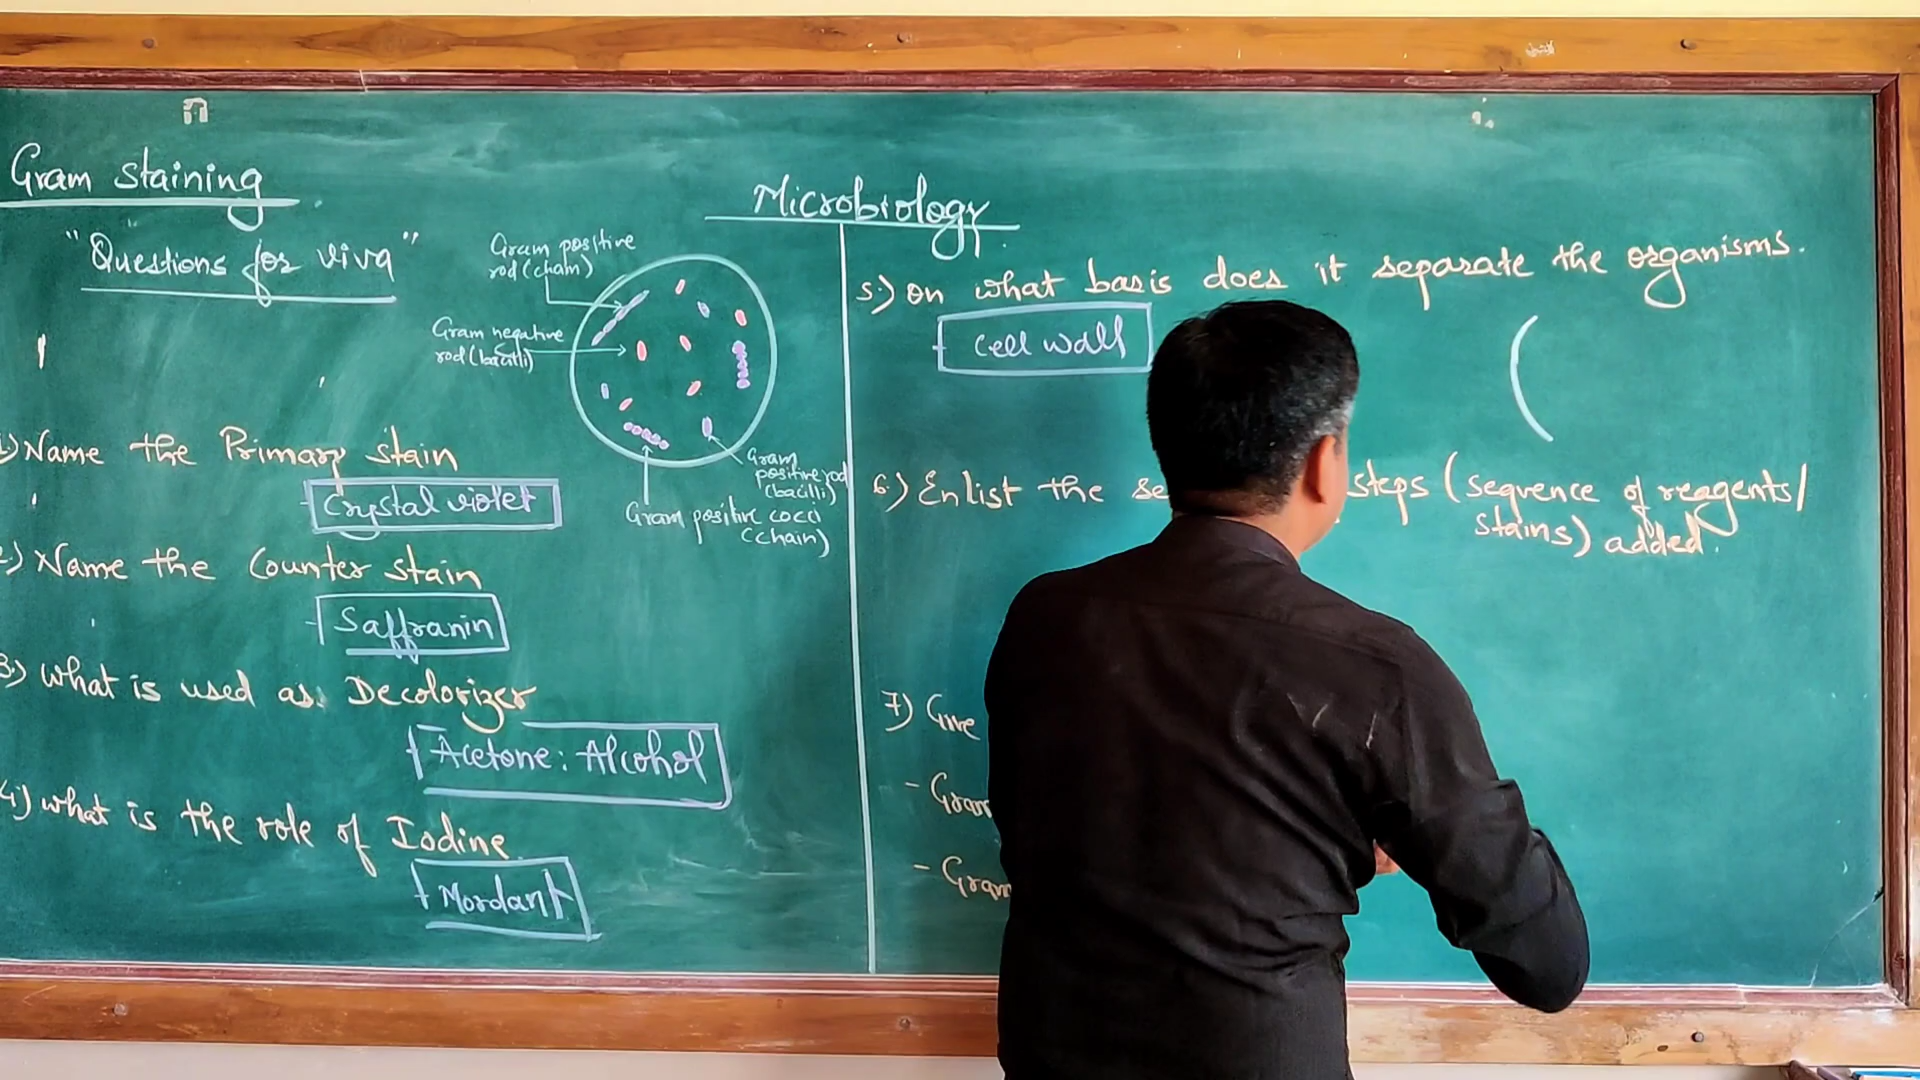 Gram staining
Microbiology
"Questions for viva"
Gram positive
rod (chain)
Gram negative
rod (bacilli)
Gram
positive rod
(bacilli)
Gram positive cocci
(chain)
1.) Name the Primary stain
Crystal violet
2.) Name the Counter stain
Saffranin
3.) What is used as Decolorizer
Acetone: Alcohol
4.) what is the role of Iodine
Mordant
5.) On what basis does it separate the organisms.
Cell wall
6.) Enlist the steps (sequence of reagents/
stains) added.
7.) Give
- Gram
- Gram